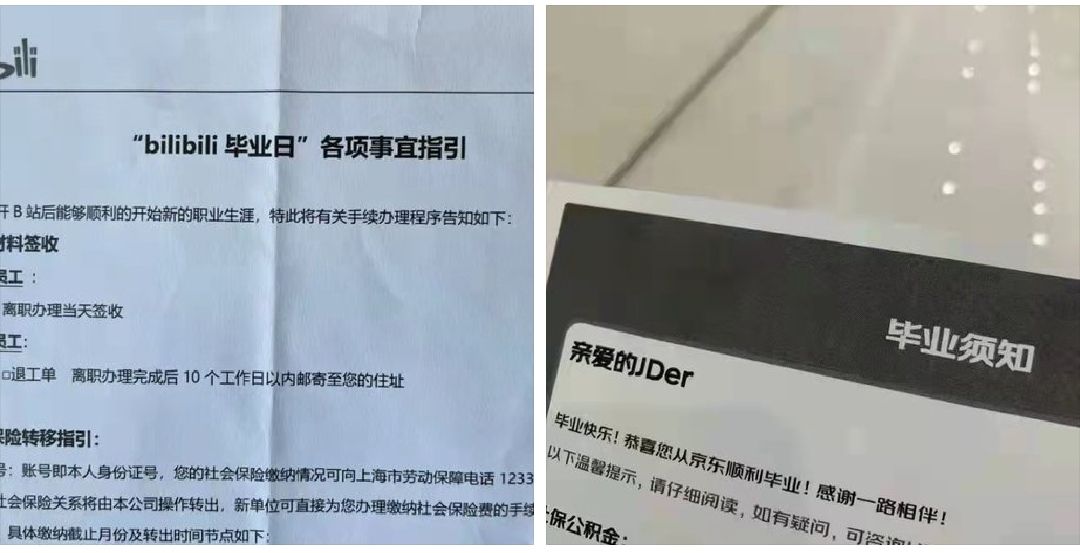 ili
“bilibili 毕业日”各项事宜指引
开 B 站后能够顺利的开始新的职业生涯，特此将有关手续办理程序告知如下：
材料签收
员工：
离职办理当天签收
员工：
□退工单 离职办理完成后 10 个工作日以内邮寄至您的住址
保险转移指引：
号：账号即本人身份证号，您的社会保险缴纳情况可向上海市劳动保障电话 1233
社会保险关系将由本公司操作转出，新单位可直接为您办理缴纳社会保险费的手续
具体缴纳截止月份及转出时间节点如下：
毕业须知
亲爱的JDer
毕业快乐！恭喜您从京东顺利毕业！感谢一路相伴！
以下温馨提示，请仔细阅读，如有疑问，可咨询
社保公积金：